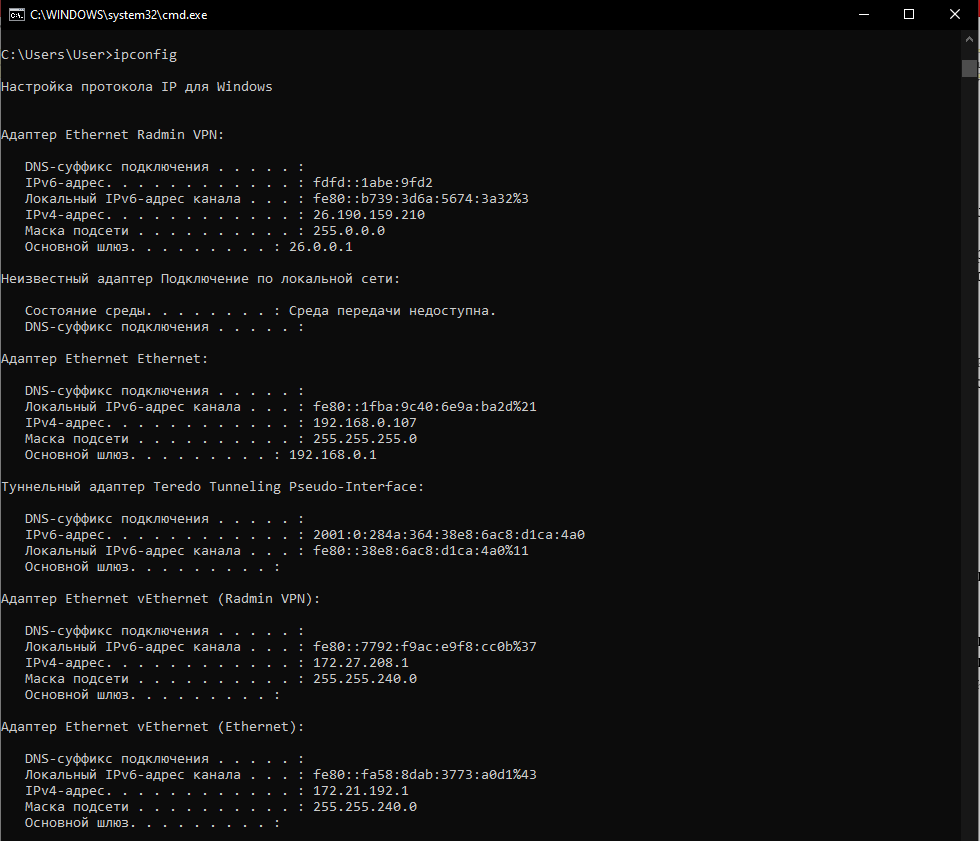 C:\WINDOWS\system32\cmd.exe
C:\Users\User>ipconfig
Настройка протокола IP для Windows
Адаптер Ethernet Radmin VPN:
DNS-суффикс подключения . . . . . :
IPv6-адрес. . . . . . . . . . . . : fdfd::1abe:9fd2
Локальный IPv6-адрес канала . . . : fe80::b739:3d6a:5674:3a32%3
IPv4-адрес. . . . . . . . . . . . : 26.190.159.210
Маска подсети . . . . . . . . . . : 255.0.0.0
Основной шлюз. . . . . . . . . : 26.0.0.1
Неизвестный адаптер Подключение по локальной сети:
Состояние среды. . . . . . . . : Среда передачи недоступна.
DNS-суффикс подключения . . . . . :
Адаптер Ethernet Ethernet:
DNS-суффикс подключения . . . . . :
Локальный IPv6-адрес канала . . . : fe80::1fba:9c40:6e9a:ba2d%21
IPv4-адрес. . . . . . . . . . . . : 192.168.0.107
Маска подсети . . . . . . . . . . : 255.255.255.0
Основной шлюз. . . . . . . . . : 192.168.0.1
Туннельный адаптер Teredo Tunneling Pseudo-Interface:
DNS-суффикс подключения . . . . . :
IPv6-адрес. . . . . . . . . . . . : 2001:0:284a:364:38e8:6ac8:d1ca:4a0
Локальный IPv6-адрес канала . . . : fe80::38e8:6ac8:d1ca:4a0%11
Основной шлюз. . . . . . . . . :
Адаптер Ethernet vEthernet (Radmin VPN):
DNS-суффикс подключения . . . . . :
Локальный IPv6-адрес канала . . . : fe80::7792:f9ac:e9f8:cc0b%37
IPv4-адрес. . . . . . . . . . . . : 172.27.208.1
Маска подсети . . . . . . . . . . : 255.255.240.0
Основной шлюз. . . . . . . . . :
Адаптер Ethernet vEthernet (Ethernet):
DNS-суффикс подключения . . . . . :
Локальный IPv6-адрес канала . . . : fe80::fa58:8dab:3773:a0d1%43
IPv4-адрес. . . . . . . . . . . . : 172.21.192.1
Маска подсети . . . . . . . . . . : 255.255.240.0
Основной шлюз. . . . . . . . . :